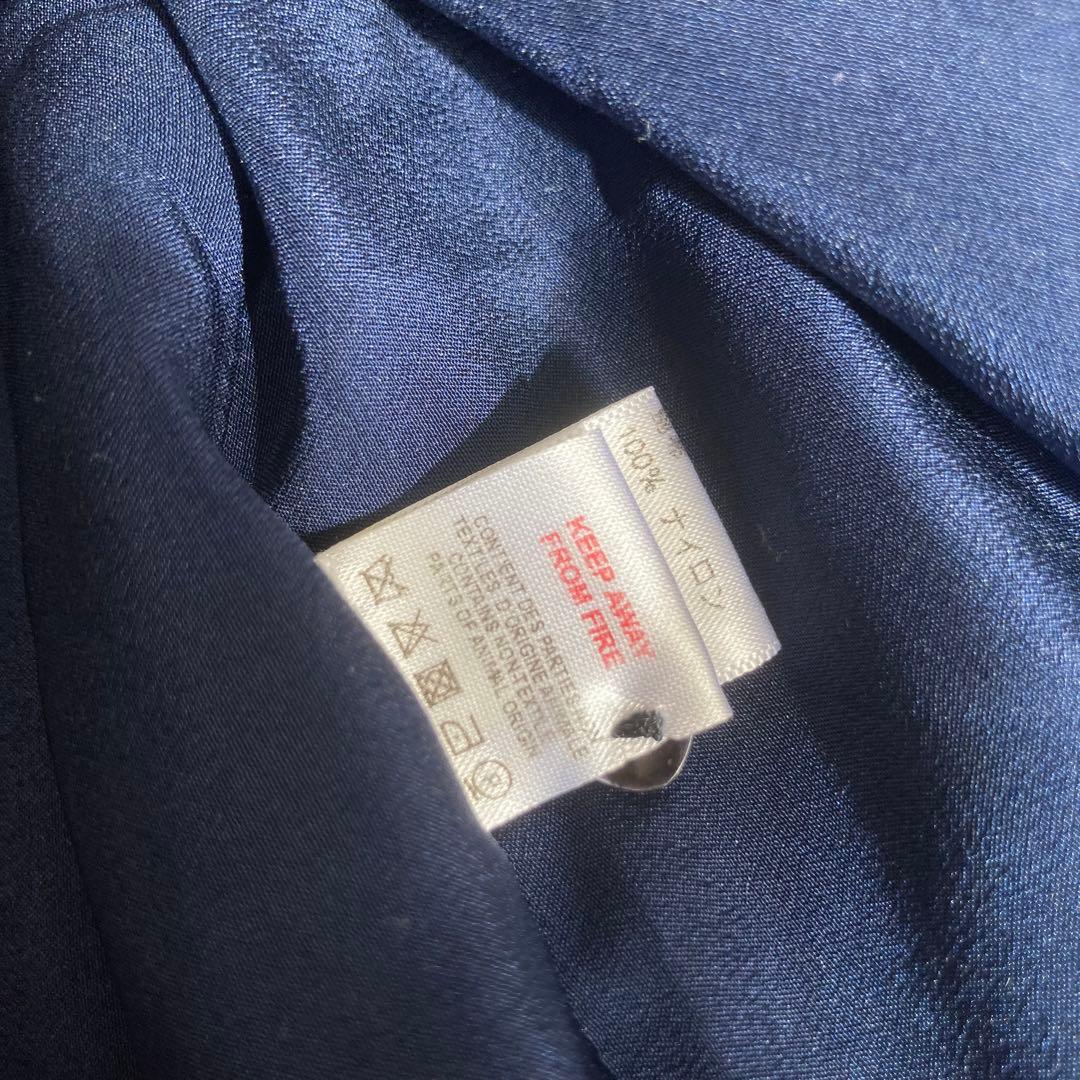 100% ナイロン
KEEP AWAY
FROM FIRE
CONTENT DES PARTIES NON
TEXTILES D'ORIGINE ANIMALE
CONTAINS NON-TEXTILE
PARTS OF ANIMAL ORIGIN